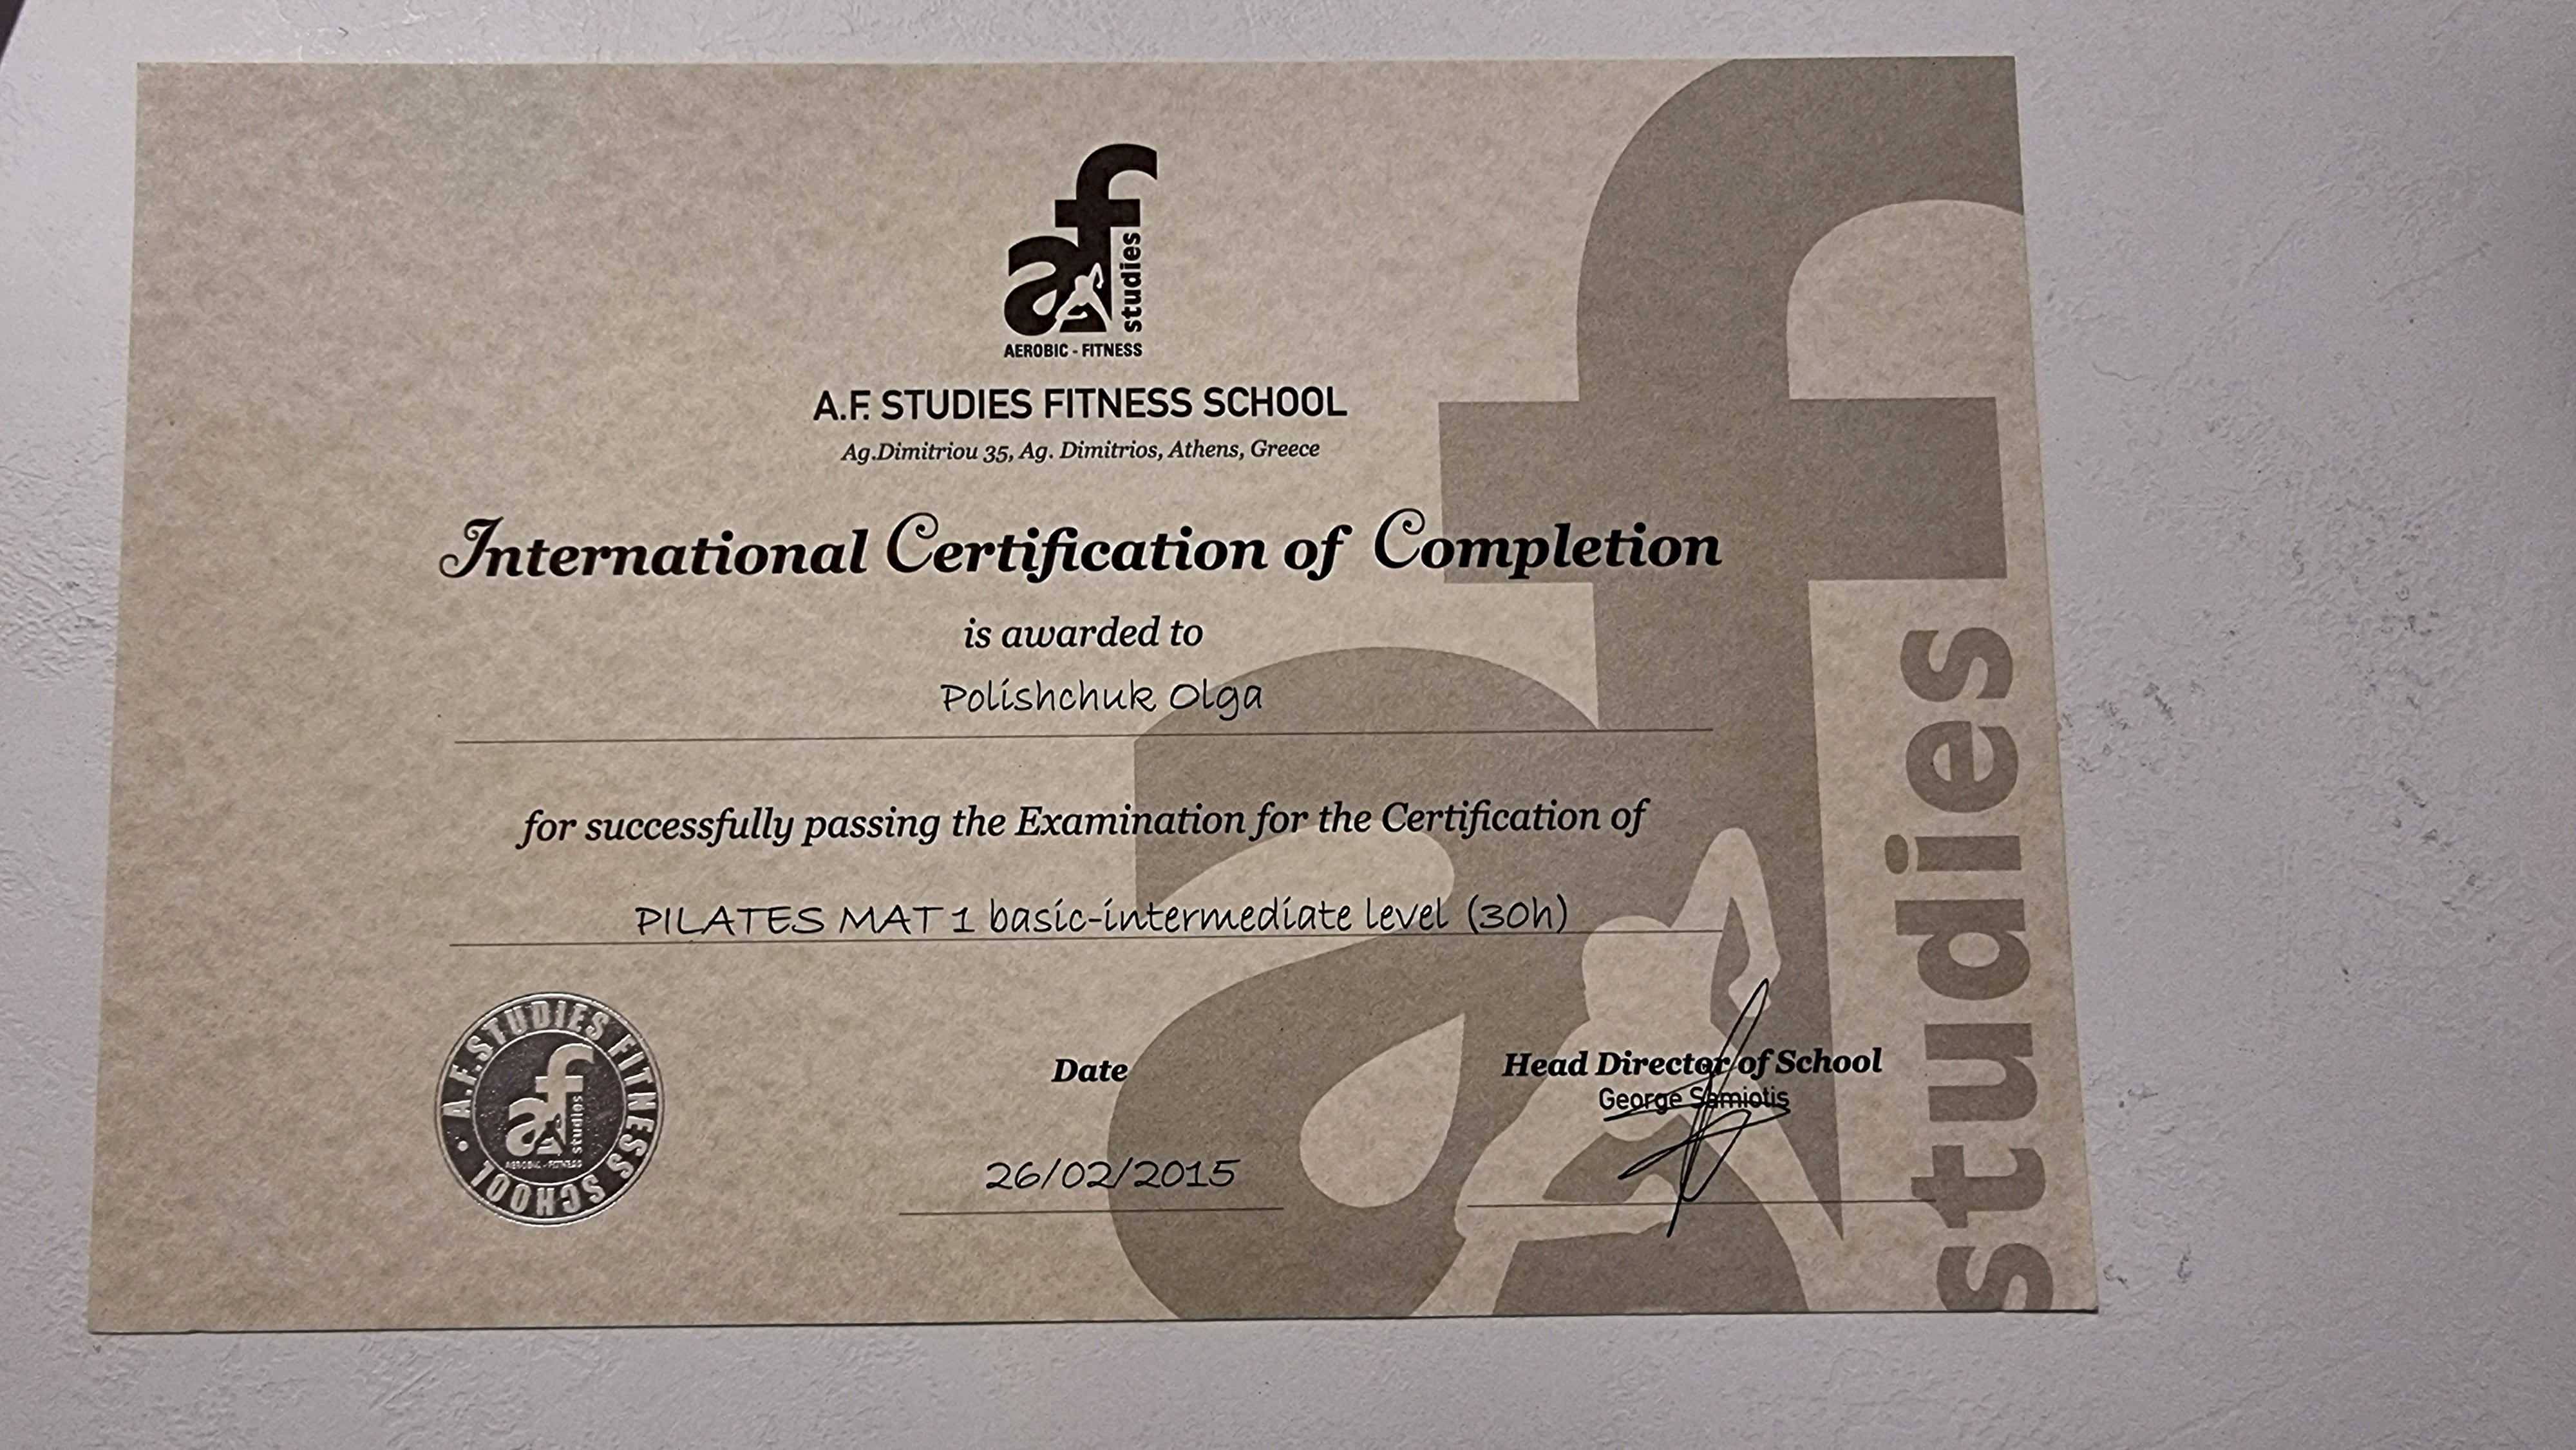 af
studies
AEROBIC - FITNESS
A.F. STUDIES FITNESS SCHOOL
Ag.Dimitriou 35, Ag. Dimitrios, Athens, Greece
International Certification of Completion
is awarded to
Polishchuk Olga
for successfully passing the Examination for the Certification of
PILATES MAT 1 basic-intermediate level (30h)
Date
26/02/2015
Head Director of School
George Samiotis
A.F. STUDIES FITNESS SCHOOL
af
studies
AEROBIC - FITNESS
af
studies